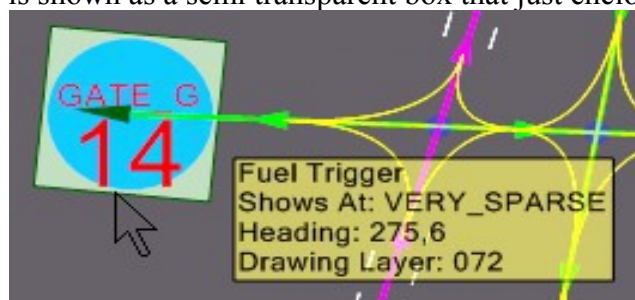 is shown as a semi transparent box that just enclo
GATE G
14
Fuel Trigger
Shows At: VERY_SPARSE
Heading: 275,6
Drawing Layer: 072